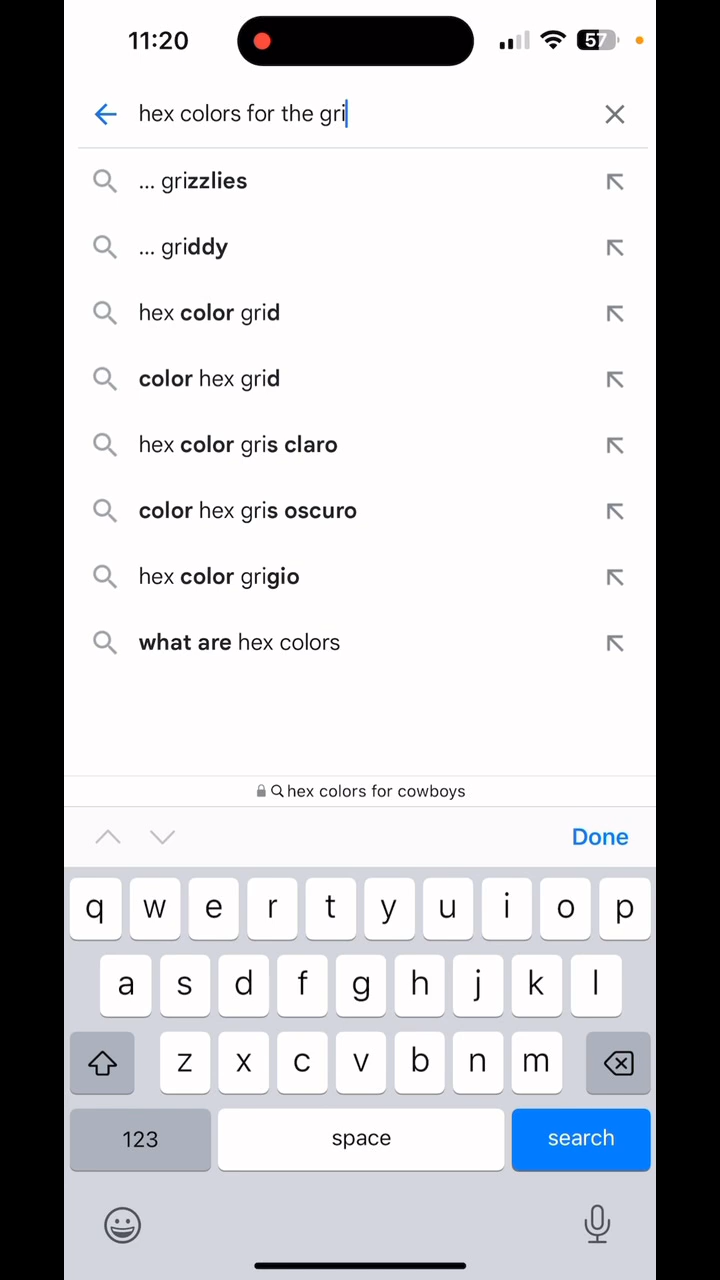 11:20
57
hex colors for the gri
... grizzlies
... griddy
hex color grid
color hex grid
hex color gris claro
color hex gris oscuro
hex color grigio
what are hex colors
hex colors for cowboys
Done
q w e r t y u i o p
a s d f g h j k l
z x c v b n m
123 space search